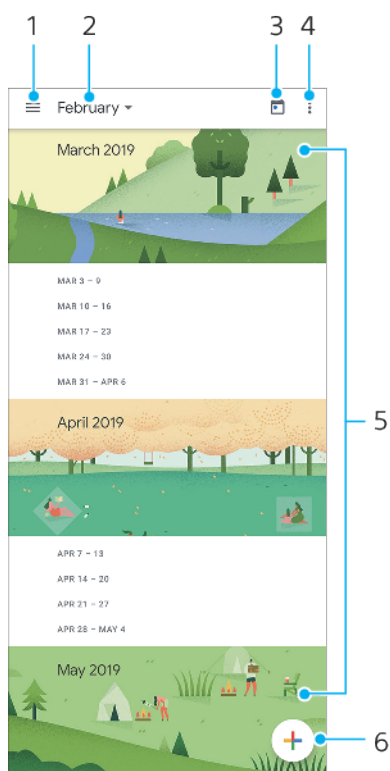 1 2 3 4
February
March 2019
MAR 3 – 9
MAR 10 – 16
MAR 17 – 23
MAR 24 – 30
MAR 31 – APR 6
5
April 2019
APR 7 – 13
APR 14 – 20
APR 21 – 27
APR 28 – MAY 4
May 2019
6